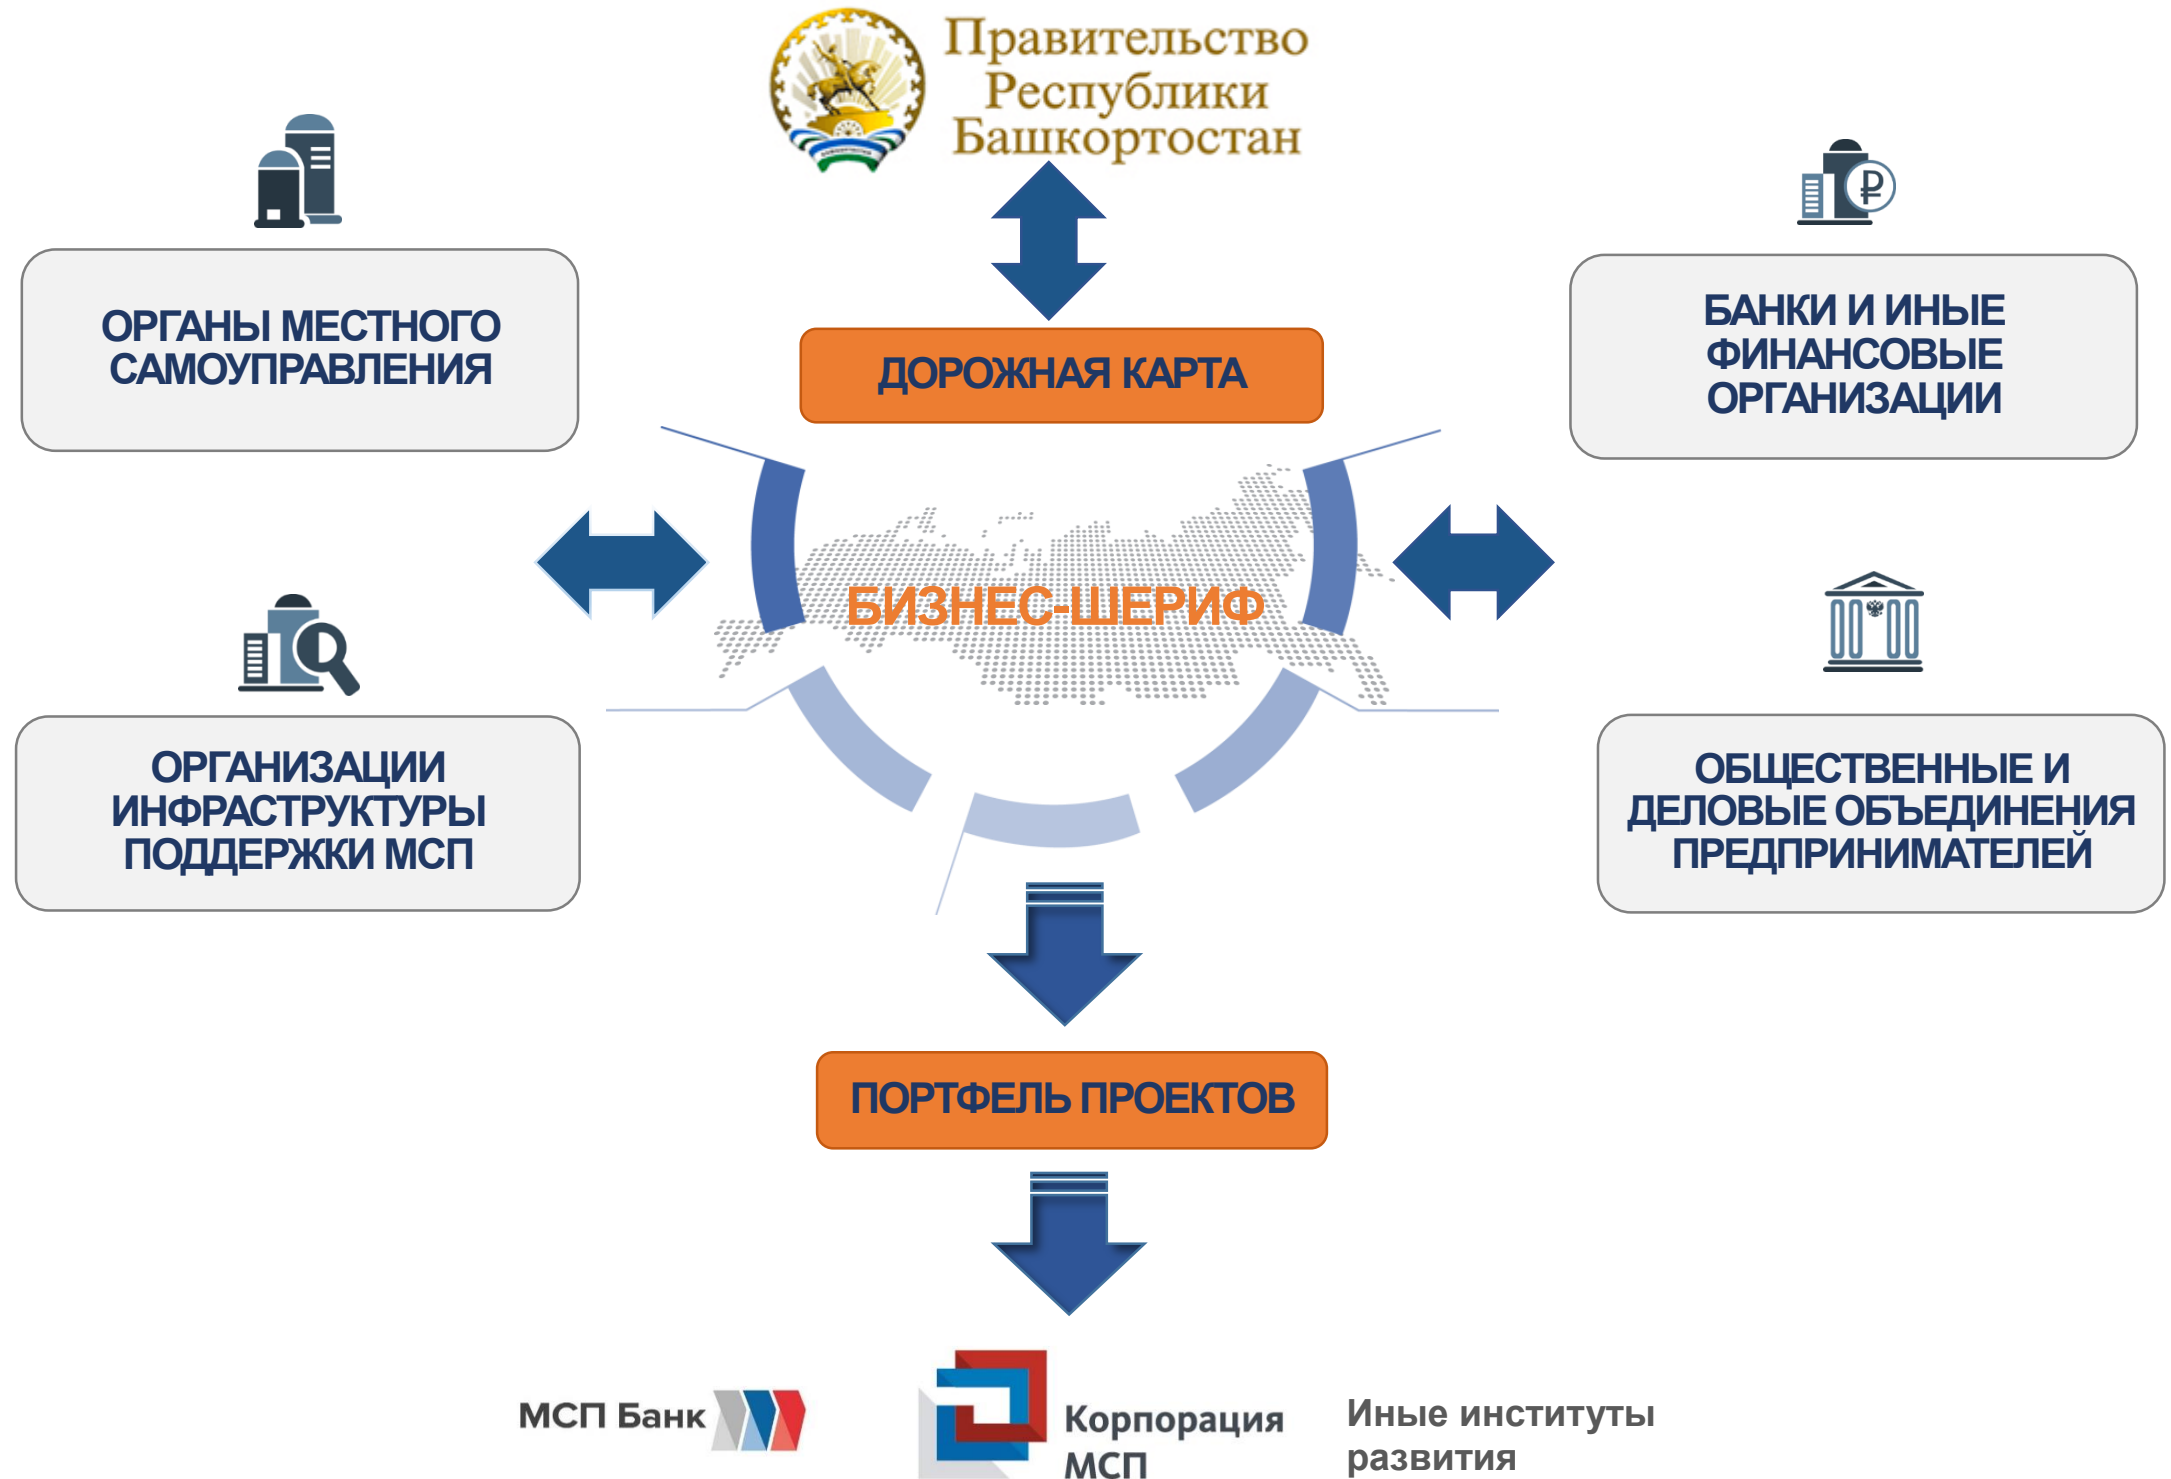 Правительство
Республики
Башкортостан
ОРГАНЫ МЕСТНОГО
САМОУПРАВЛЕНИЯ
ДОРОЖНАЯ КАРТА
БАНКИ И ИНЫЕ
ФИНАНСОВЫЕ
ОРГАНИЗАЦИИ
БИЗНЕС-ШЕРИФ
ОРГАНИЗАЦИИ
ИНФРАСТРУКТУРЫ
ПОДДЕРЖКИ МСП
ОБЩЕСТВЕННЫЕ И
ДЕЛОВЫЕ ОБЪЕДИНЕНИЯ
ПРЕДПРИНИМАТЕЛЕЙ
ПОРТФЕЛЬ ПРОЕКТОВ
МСП Банк
Корпорация
МСП
Иные институты
развития